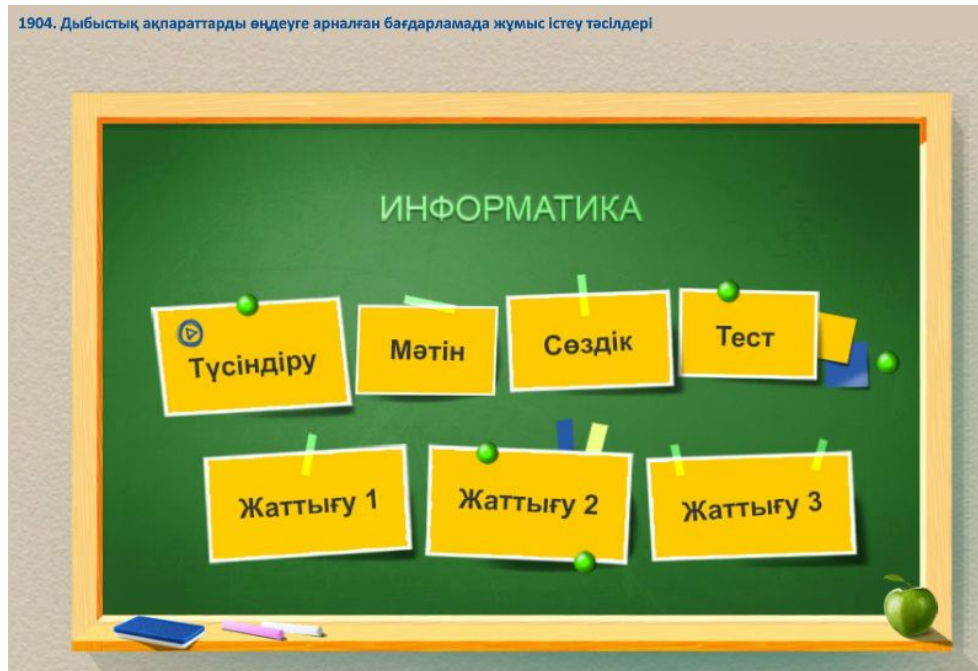 1904. Дыбыстық ақпараттарды өңдеуге арналған бағдарламада жұмыс істеу тәсілдері
ИНФОРМАТИКА
Түсіндіру
Мәтін
Сөздік
Тест
Жаттығу 1
Жаттығу 2
Жаттығу 3